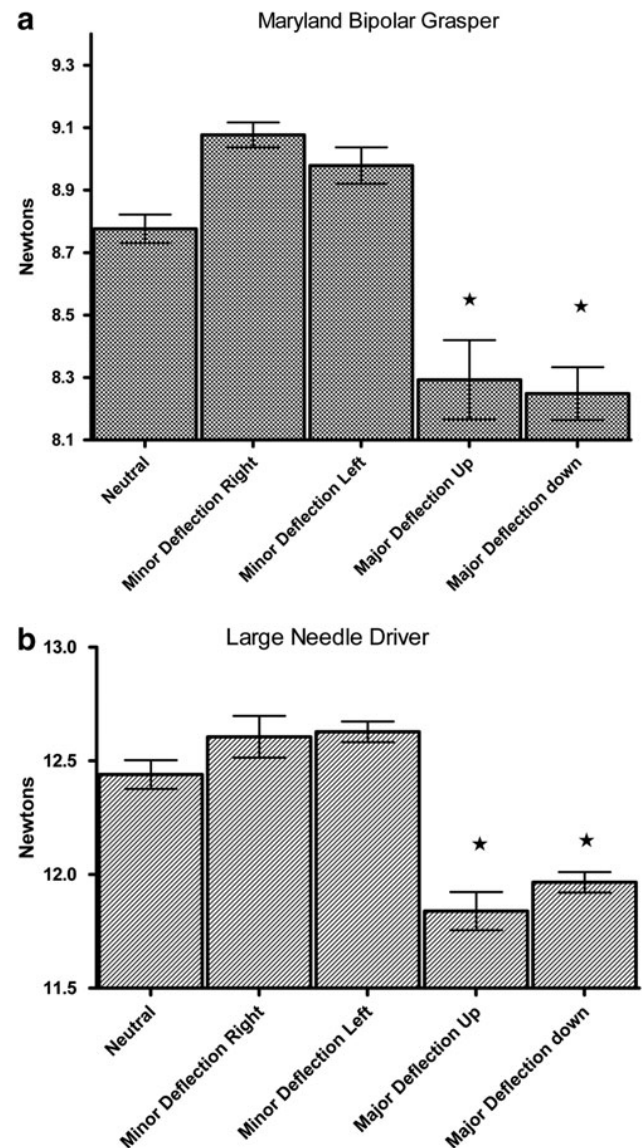 a
Maryland Bipolar Grasper
Newtons
9.3
9.1
8.9
8.7
8.5
8.3
8.1
★
★
Neutral
Minor Deflection Right
Minor Deflection Left
Major Deflection Up
Major Deflection down
b
Large Needle Driver
Newtons
13.0
12.5
12.0
11.5
★
★
Neutral
Minor Deflection Right
Minor Deflection Left
Major Deflection Up
Major Deflection down